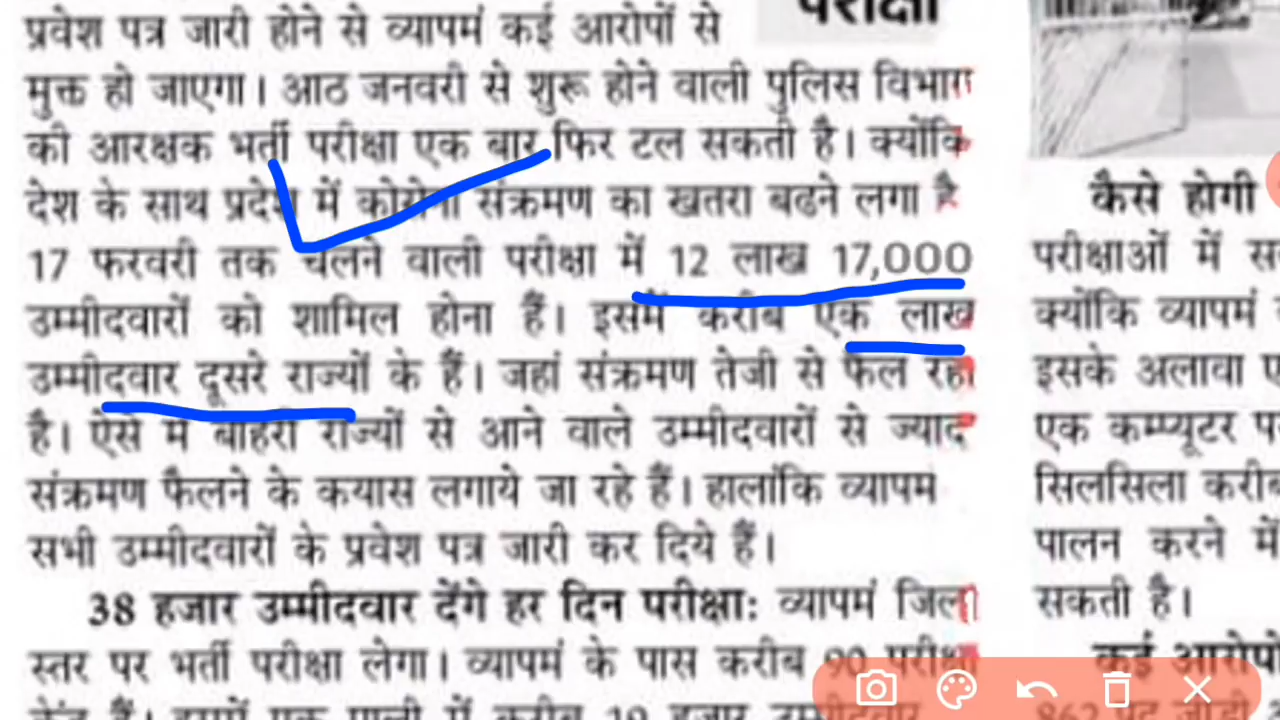 परीक्षा
प्रवेश पत्र जारी होने से व्यापमं कई आरोपों से
मुक्त हो जाएगा। आठ जनवरी से शुरू होने वाली पुलिस विभाग
की आरक्षक भर्ती परीक्षा एक बार फिर टल सकती है। क्योंकि
देश के साथ प्रदेश में कोरोना संक्रमण का खतरा बढने लगा है
17 फरवरी तक चलने वाली परीक्षा में 12 लाख 17,000
उम्मीदवारों को शामिल होना हैं। इसमें करीब एक लाख
उम्मीदवार दूसरे राज्यों के हैं। जहां संक्रमण तेजी से फैल रहा
है। ऐसे में बाहरी राज्यों से आने वाले उम्मीदवारों से ज्याद
संक्रमण फैलने के कयास लगाये जा रहे हैं। हालांकि व्यापम
सभी उम्मीदवारों के प्रवेश पत्र जारी कर दिये हैं।
38 हजार उम्मीदवार देंगे हर दिन परीक्षा: व्यापमं जिला
स्तर पर भर्ती परीक्षा लेगा। व्यापमं के पास करीब 90 परीक्षा
कैसे होगी
परीक्षाओं में
क्योंकि व्यापमं
इसके अलावा
एक कम्प्यूटर
सिलसिला करीब
पालन करने में
सकती है।
कई आरोपो